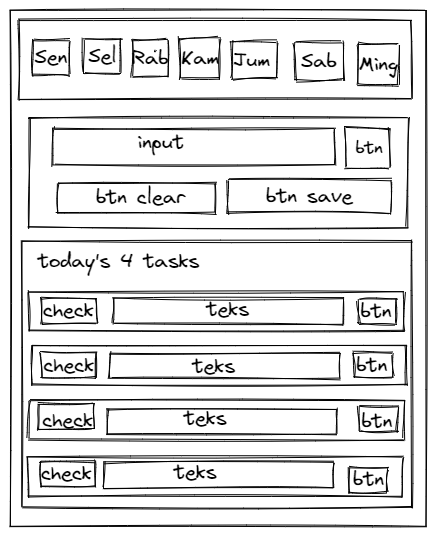 Sen Sel Rab Kam Jum Sab Ming
input btn
btn clear btn save
today's 4 tasks
check teks btn
check teks btn
check teks btn
check teks btn